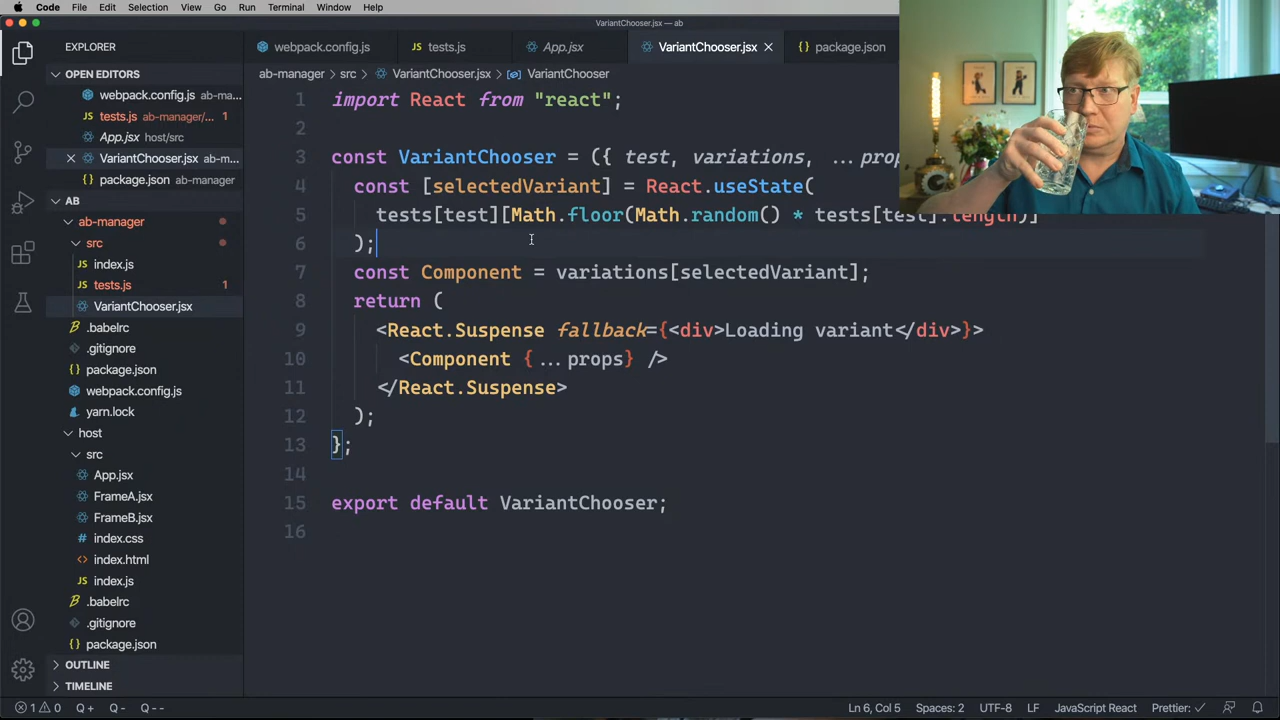 Code File Edit Selection View Go Run Terminal Window Help
VariantChooser.jsx — ab
EXPLORER
webpack.config.js
tests.js
App.jsx
VariantChooser.jsx
package.json
OPEN EDITORS
ab-manager > src > VariantChooser.jsx > VariantChooser
webpack.config.js ab-ma...
tests.js ab-manager/... 1
App.jsx host/src
VariantChooser.jsx ab-m...
package.json ab-manager
AB
ab-manager
src
index.js
tests.js 1
VariantChooser.jsx
.babelrc
.gitignore
package.json
webpack.config.js
yarn.lock
host
src
App.jsx
FrameA.jsx
FrameB.jsx
index.css
index.html
index.js
.babelrc
.gitignore
package.json
OUTLINE
TIMELINE
1 import React from "react";
2
3 const VariantChooser = ({ test, variations, ...prop
4 const [selectedVariant] = React.useState(
5 tests[test][Math.floor(Math.random() * tests[test].length)]
6 );
7 const Component = variations[selectedVariant];
8 return (
9 <React.Suspense fallback={<div>Loading variant</div>}>
10 <Component {...props} />
11 </React.Suspense>
12 );
13 };
14
15 export default VariantChooser;
16
1 0 Q+ Q- Q-- Ln 6, Col 5 Spaces: 2 UTF-8 LF JavaScript React Prettier: ✓